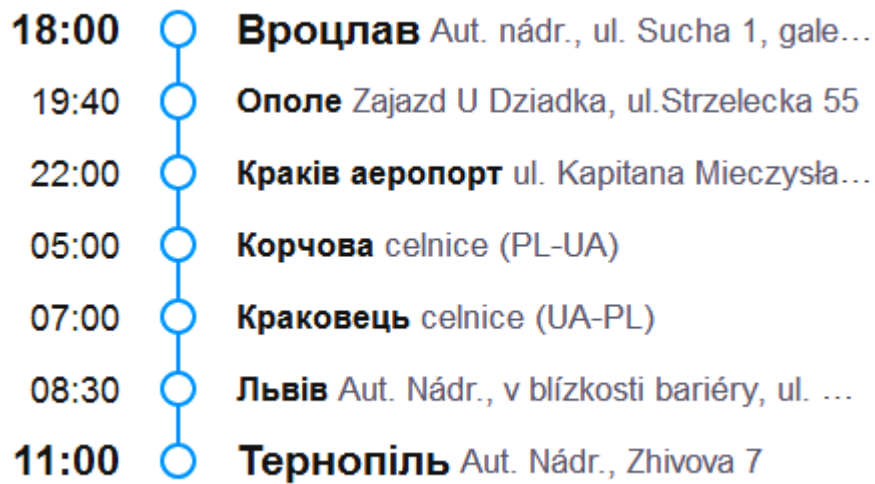 18:00 Вроцлав Aut. nádr., ul. Sucha 1, gale...
19:40 Ополе Zajazd U Dziadka, ul.Strzelecka 55
22:00 Краків аеропорт ul. Kapitana Mieczysła...
05:00 Корчова celnice (PL-UA)
07:00 Краковець celnice (UA-PL)
08:30 Львів Aut. Nádr., v blízkosti bariéry, ul. ...
11:00 Тернопіль Aut. Nádr., Zhivova 7